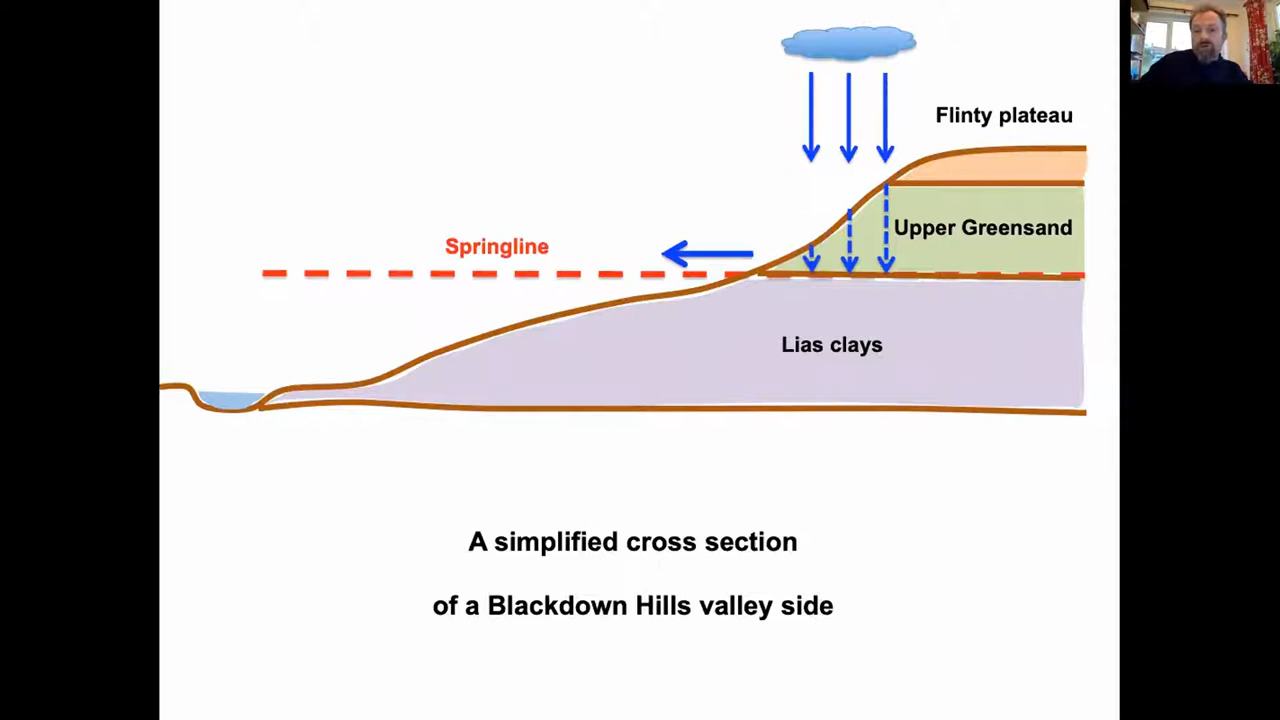 Flinty plateau
Upper Greensand
Springline
Lias clays
A simplified cross section
of a Blackdown Hills valley side